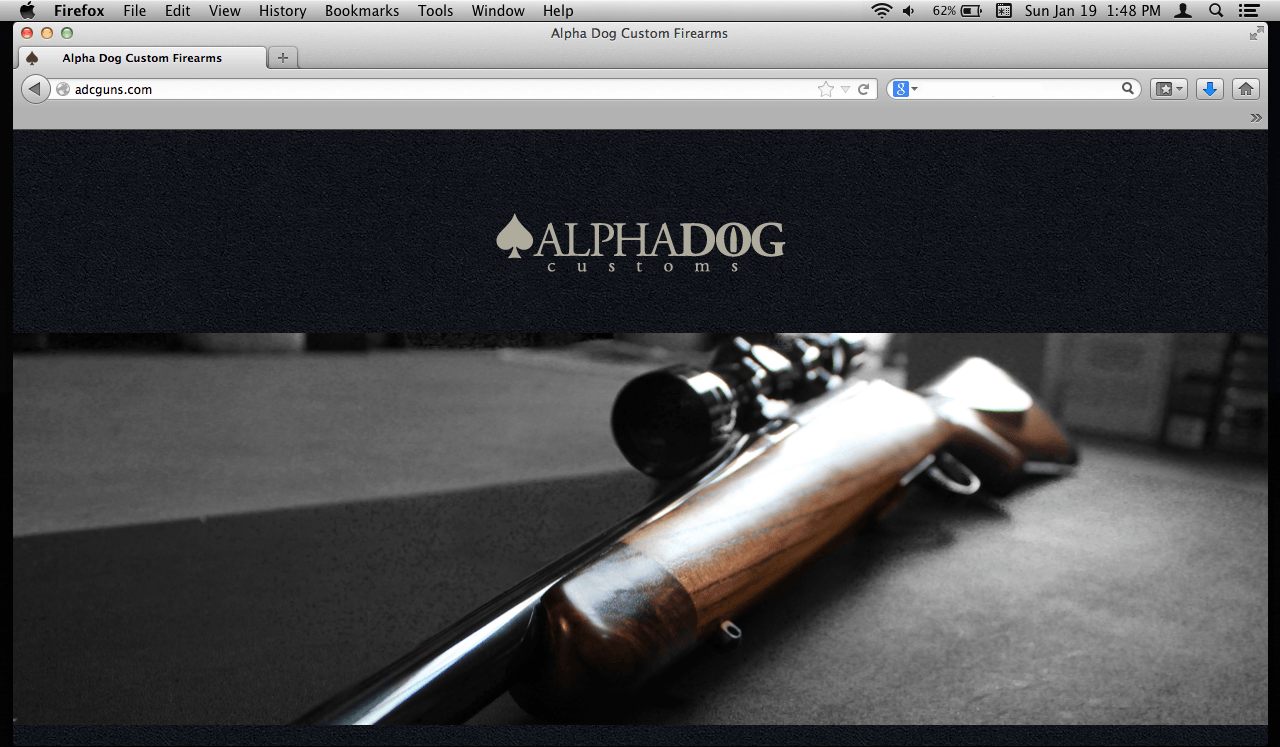 Firefox File Edit View History Bookmarks Tools Window Help 62% Sun Jan 19 1:48 PM
Alpha Dog Custom Firearms
Alpha Dog Custom Firearms
adcguns.com
ALPHADOG
customs